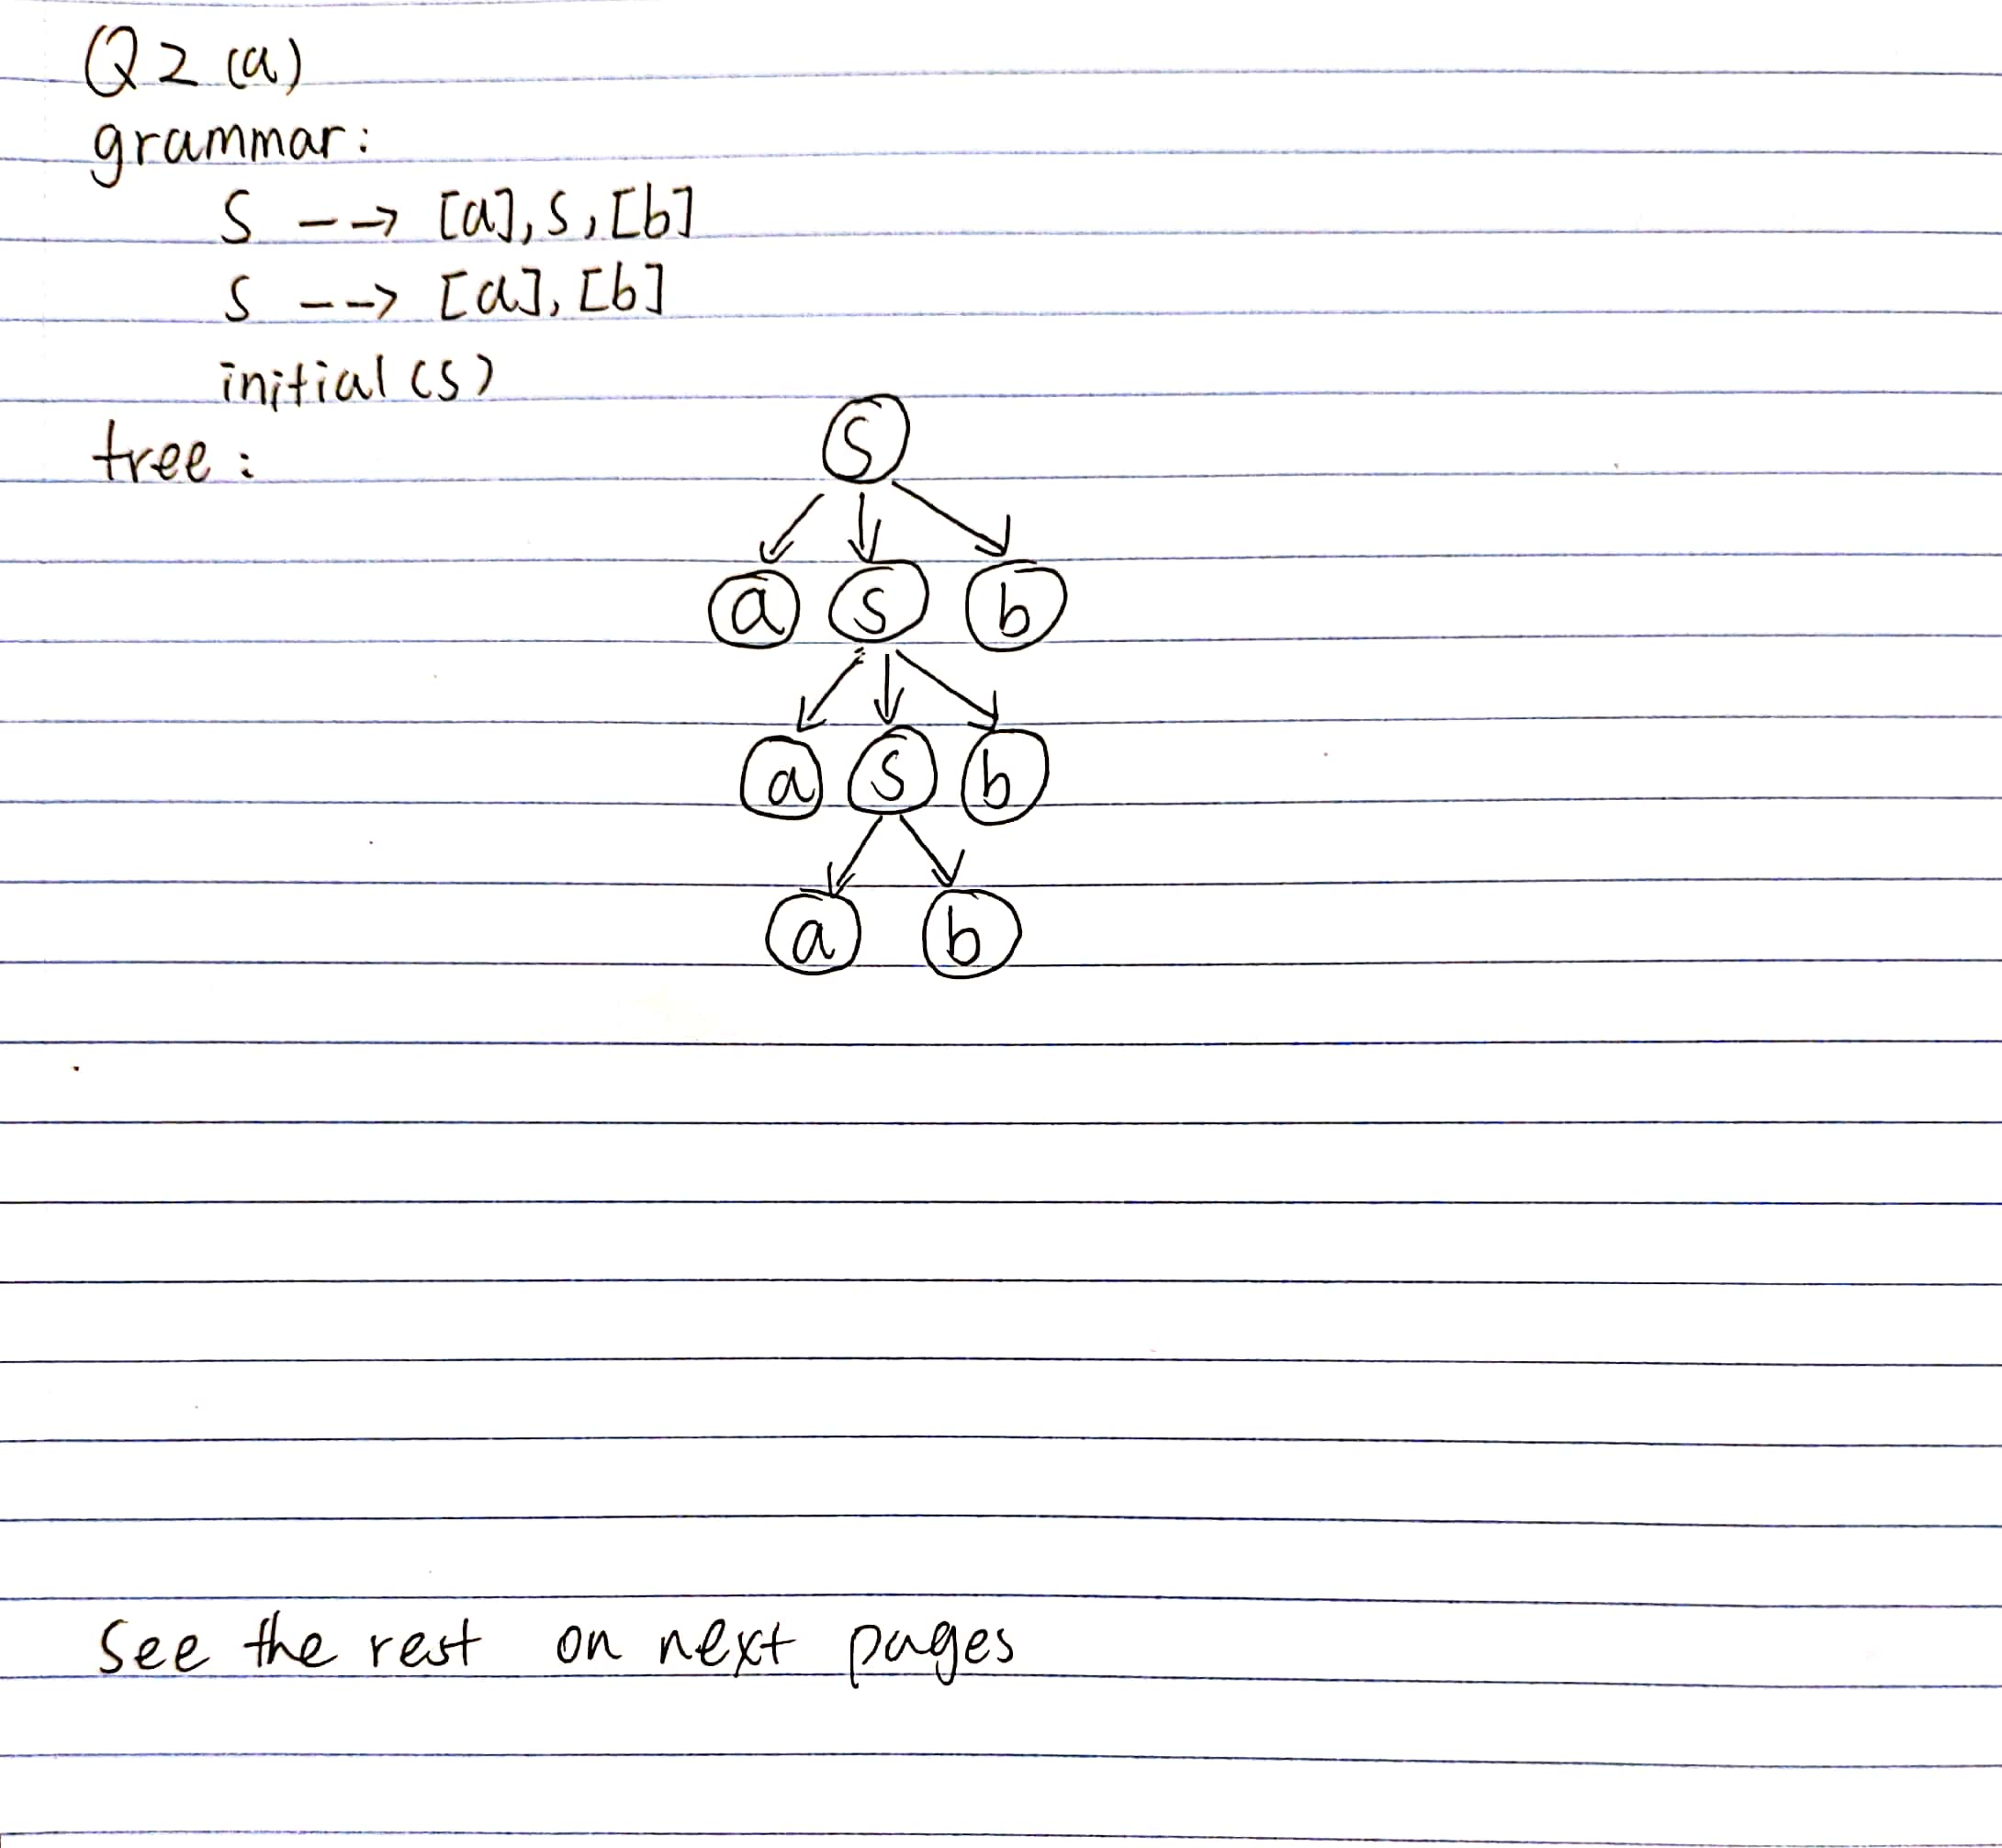 Q2 (a)
grammar:
S --> [a], S, [b]
S --> [a], [b]
initial (S)
tree:
S
a S b
a S b
a b
See the rest on next pages